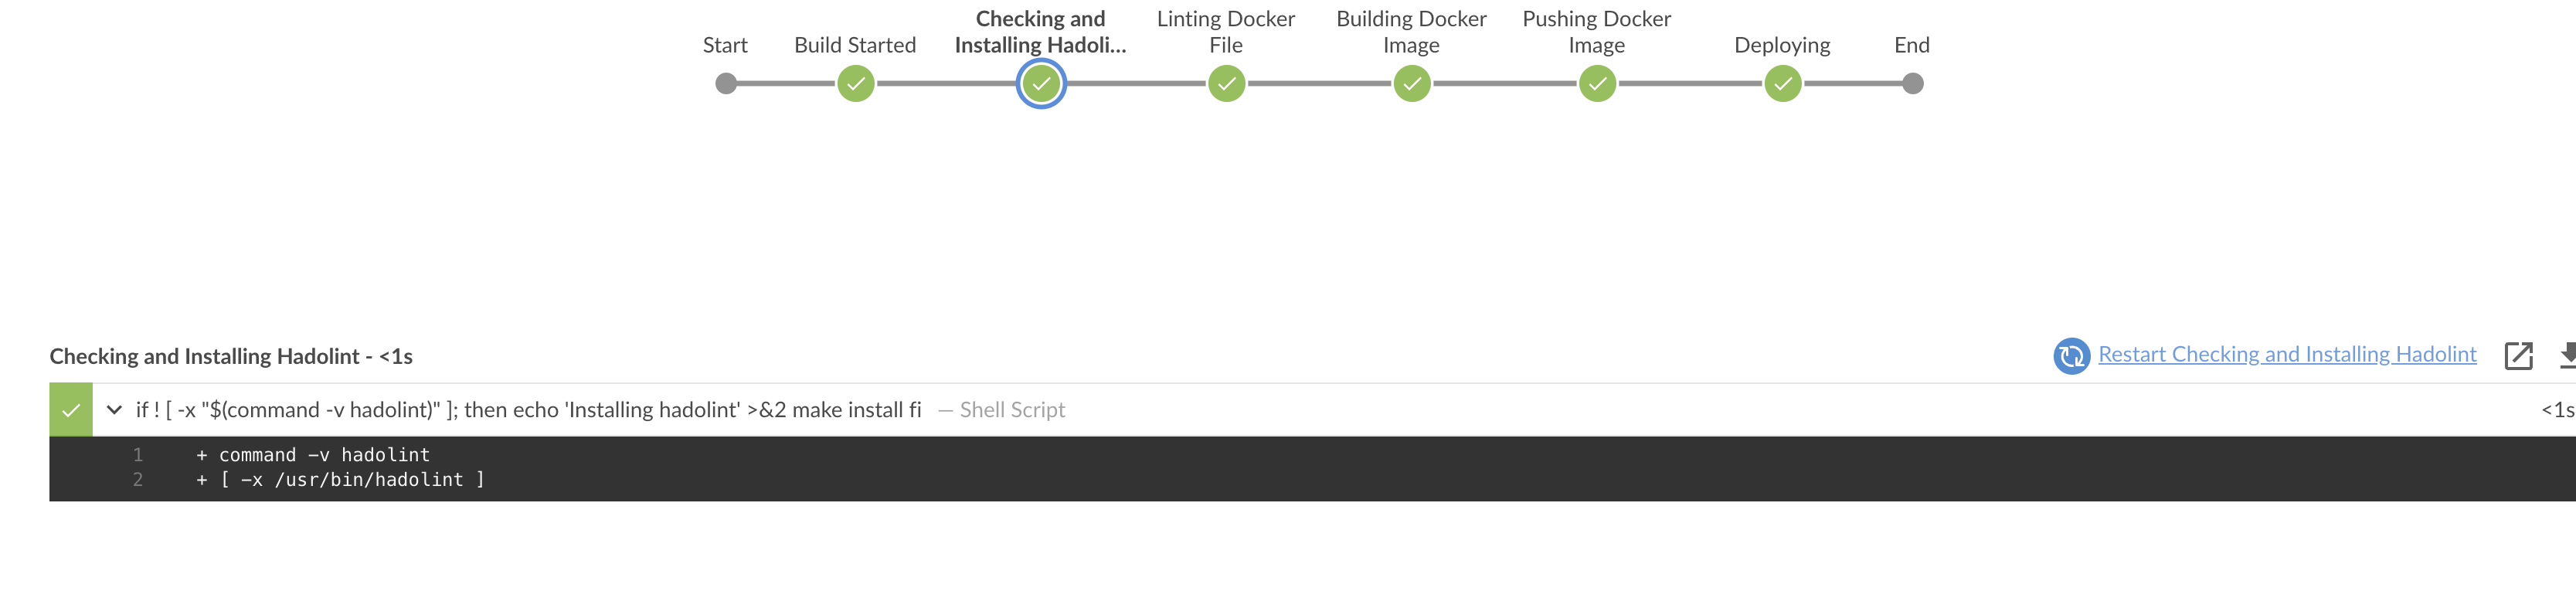 Start
Build Started
Checking and
Installing Hadoli...
Linting Docker
File
Building Docker
Image
Pushing Docker
Image
Deploying
End
Checking and Installing Hadolint - <1s
Restart Checking and Installing Hadolint
if ! [ -x "$(command -v hadolint)" ]; then echo 'Installing hadolint' >&2 make install fi — Shell Script
<1s
1 + command -v hadolint
2 + [ -x /usr/bin/hadolint ]